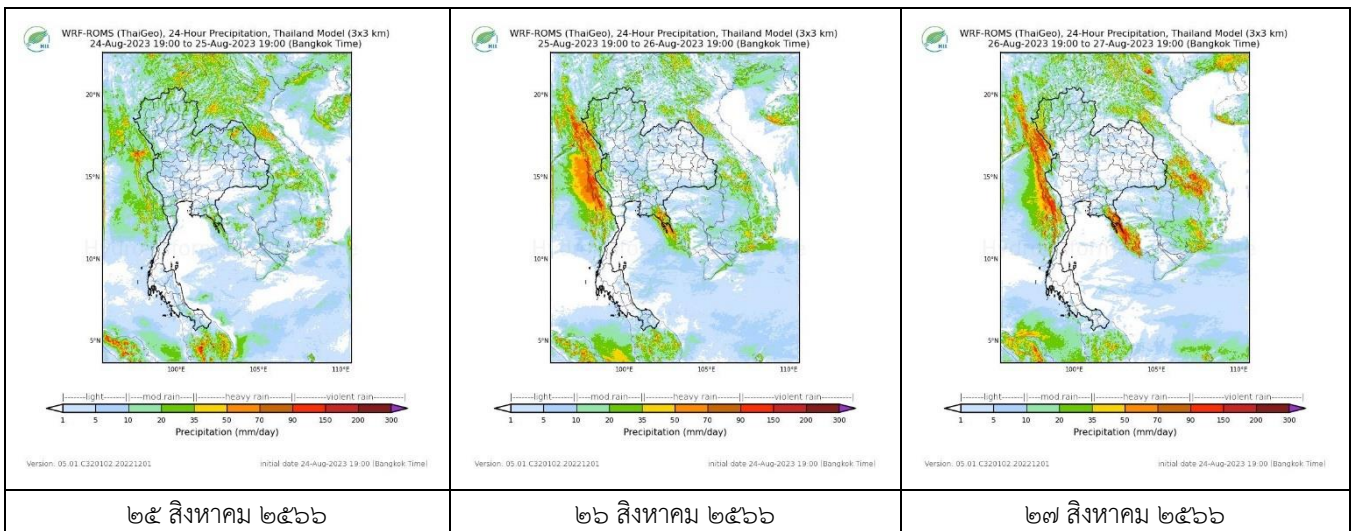 WRF-ROMS (ThaiGeo), 24-Hour Precipitation, Thailand Model (3x3 km)
24-Aug-2023 19:00 to 25-Aug-2023 19:00 (Bangkok Time)
20°N
15°N
10°N
5°N
100°E 105°E 110°E
|-------light-------||----mod.rain----||---------heavy rain---------||---------violent rain---------|
1 5 10 20 35 50 70 90 150 200 300
Precipitation (mm/day)
Version: 05.01.C320102.20221201 initial date 24-Aug-2023 19:00 (Bangkok Time)
๒๕ สิงหาคม ๒๕๖๖
WRF-ROMS (ThaiGeo), 24-Hour Precipitation, Thailand Model (3x3 km)
25-Aug-2023 19:00 to 26-Aug-2023 19:00 (Bangkok Time)
20°N
15°N
10°N
5°N
100°E 105°E 110°E
|-------light-------||----mod.rain----||---------heavy rain---------||---------violent rain---------|
1 5 10 20 35 50 70 90 150 200 300
Precipitation (mm/day)
Version: 05.01.C320102.20221201 initial date 24-Aug-2023 19:00 (Bangkok Time)
๒๖ สิงหาคม ๒๕๖๖
WRF-ROMS (ThaiGeo), 24-Hour Precipitation, Thailand Model (3x3 km)
26-Aug-2023 19:00 to 27-Aug-2023 19:00 (Bangkok Time)
20°N
15°N
10°N
5°N
100°E 105°E 110°E
|-------light-------||----mod.rain----||---------heavy rain---------||---------violent rain---------|
1 5 10 20 35 50 70 90 150 200 300
Precipitation (mm/day)
Version: 05.01.C320102.20221201 initial date 24-Aug-2023 19:00 (Bangkok Time)
๒๗ สิงหาคม ๒๕๖๖